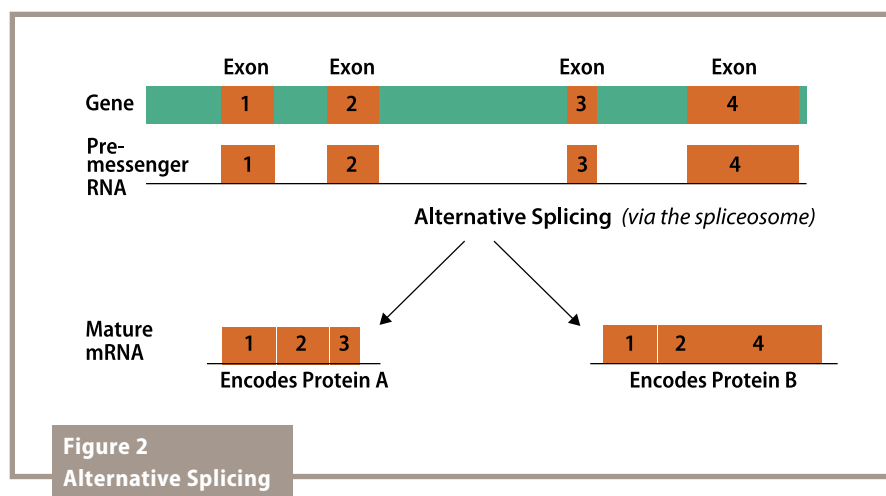 Exon Exon Exon Exon
Gene 1 2 3 4
Pre-
messenger
RNA 1 2 3 4
Alternative Splicing (via the spliceosome)
Mature
mRNA 1 2 3 1 2 4
Encodes Protein A Encodes Protein B
Figure 2
Alternative Splicing